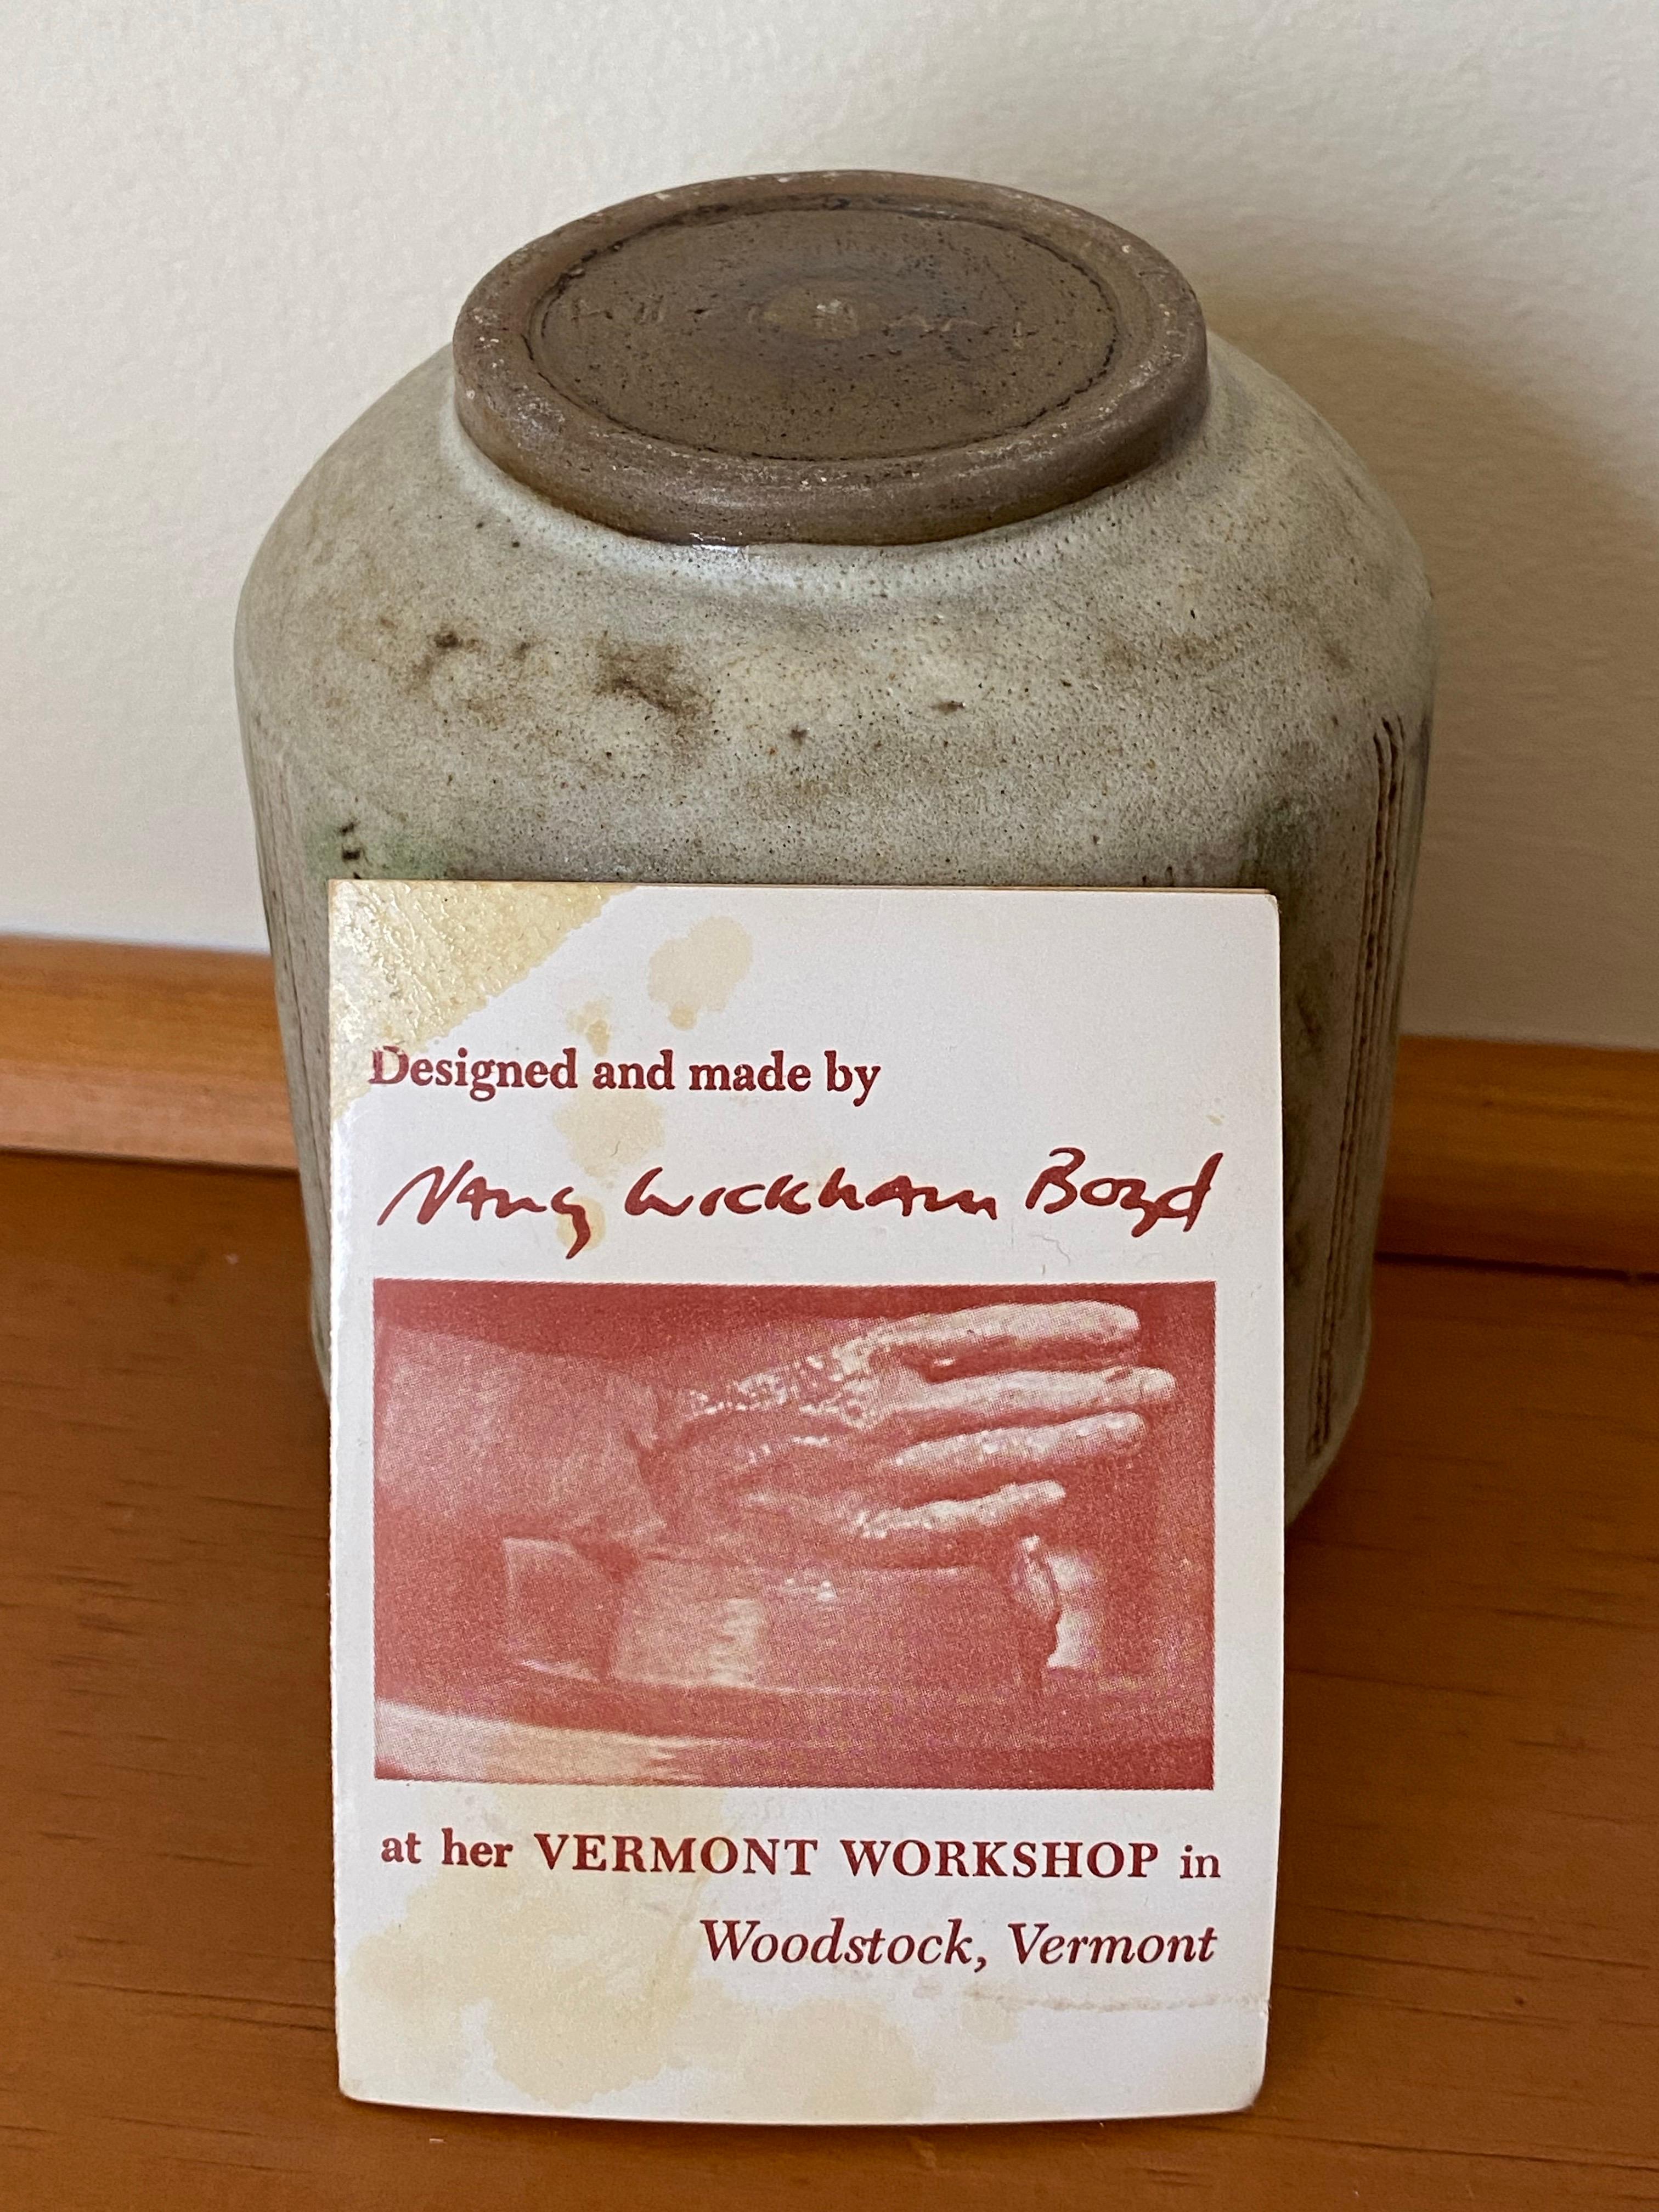 Designed and made by
Nancy Wickham Boyd
at her VERMONT WORKSHOP in
Woodstock, Vermont